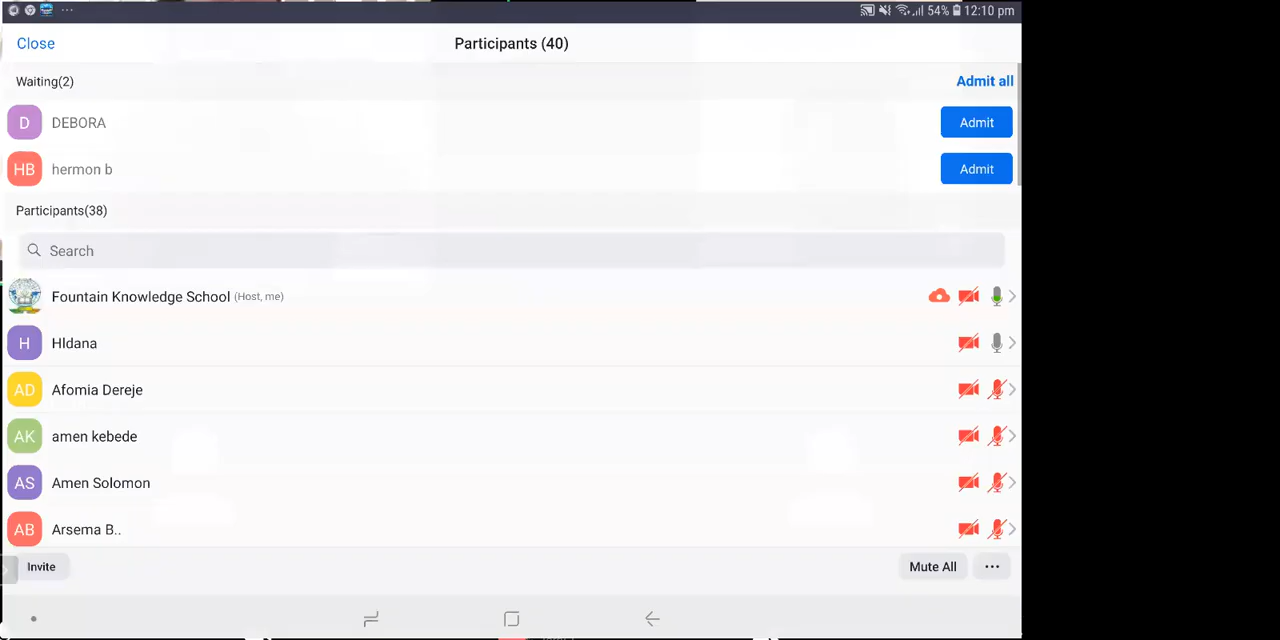 54% 12:10 pm
Close Participants (40)
Waiting(2) Admit all
D DEBORA Admit
HB hermon b Admit
Participants(38)
Search
Fountain Knowledge School (Host, me)
H HIdana
AD Afomia Dereje
AK amen kebede
AS Amen Solomon
AB Arsema B..
Invite Mute All ...